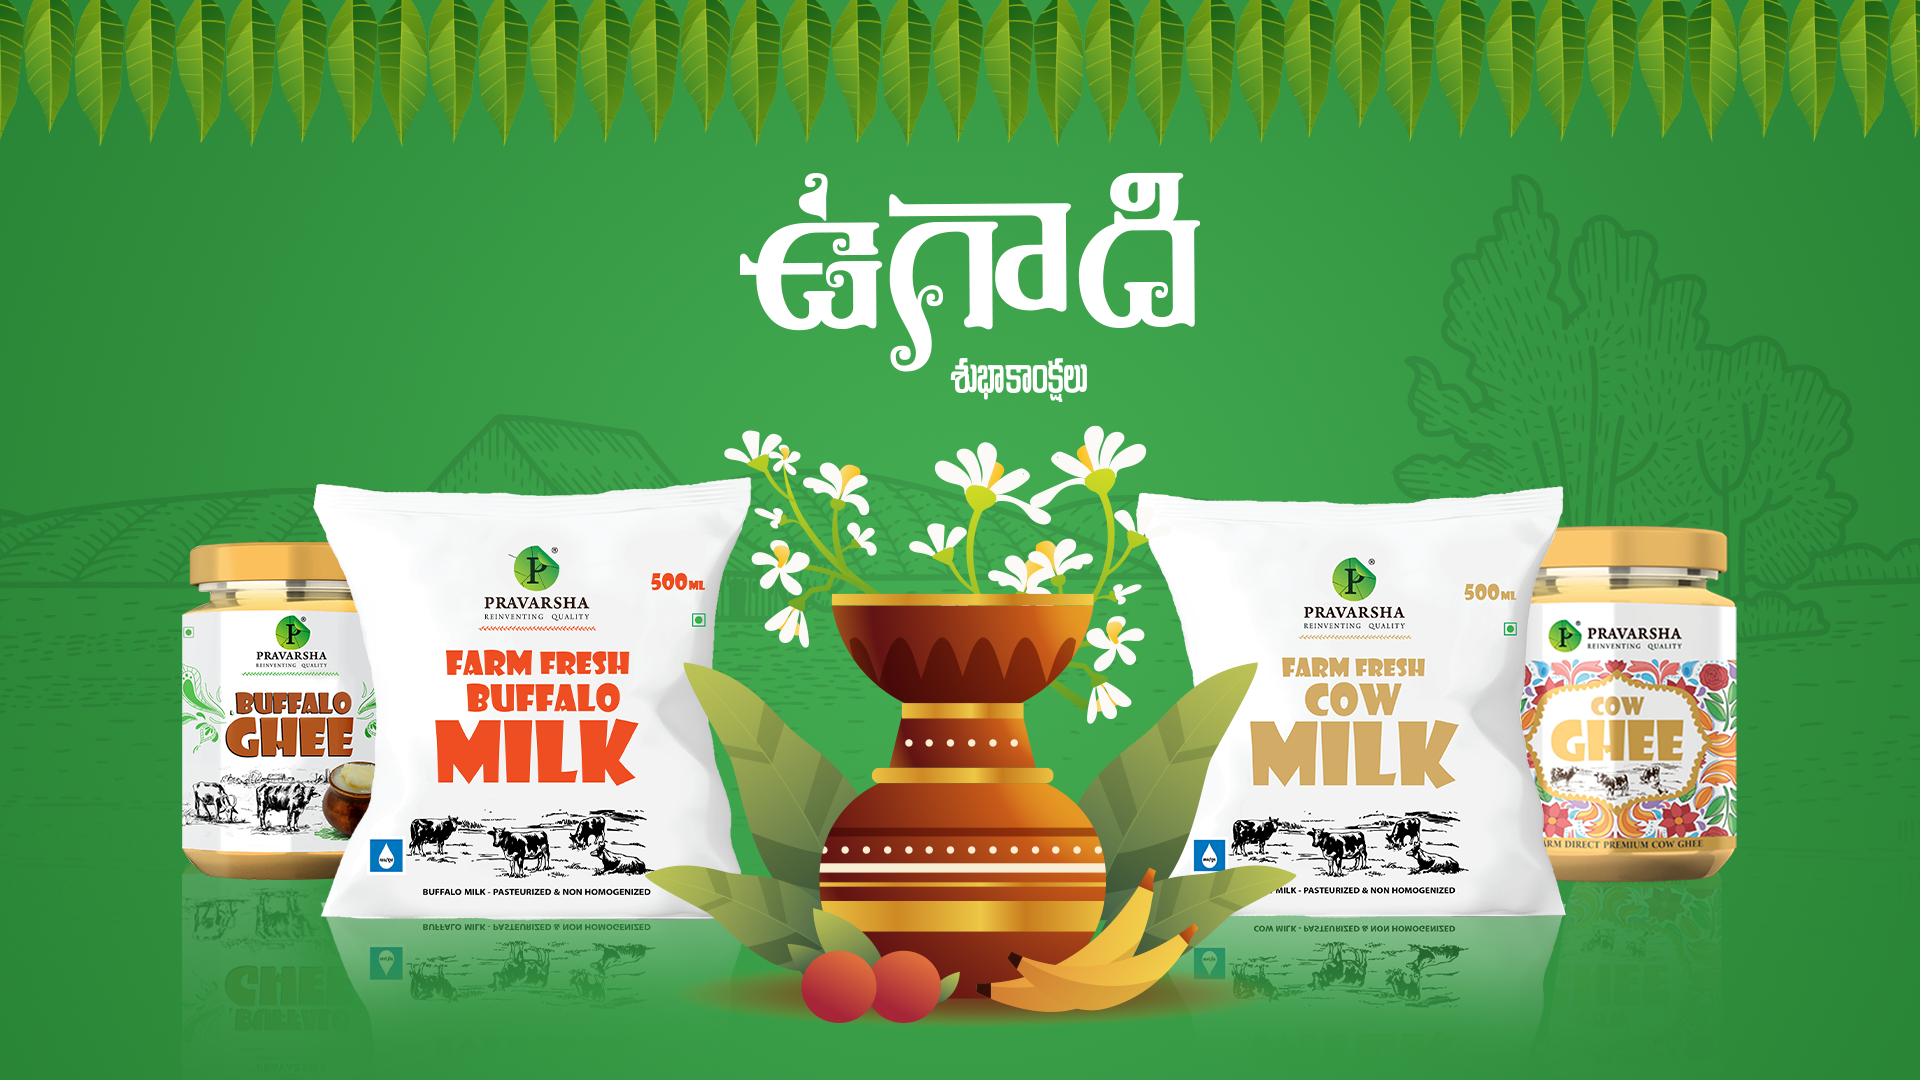 ఉగాది
శుభాకాంక్షలు
PRAVARSHA
REINVENTING QUALITY
BUFFALO
GHEE
PRAVARSHA
REINVENTING QUALITY
500ML
FARM FRESH
BUFFALO
MILK
BUFFALO MILK - PASTEURIZED & NON HOMOGENIZED
PRAVARSHA
REINVENTING QUALITY
500ML
FARM FRESH
COW
MILK
MILK - PASTEURIZED & NON HOMOGENIZED
PRAVARSHA
REINVENTING QUALITY
COW
GHEE
DIRECT PREMIUM COW GHEE